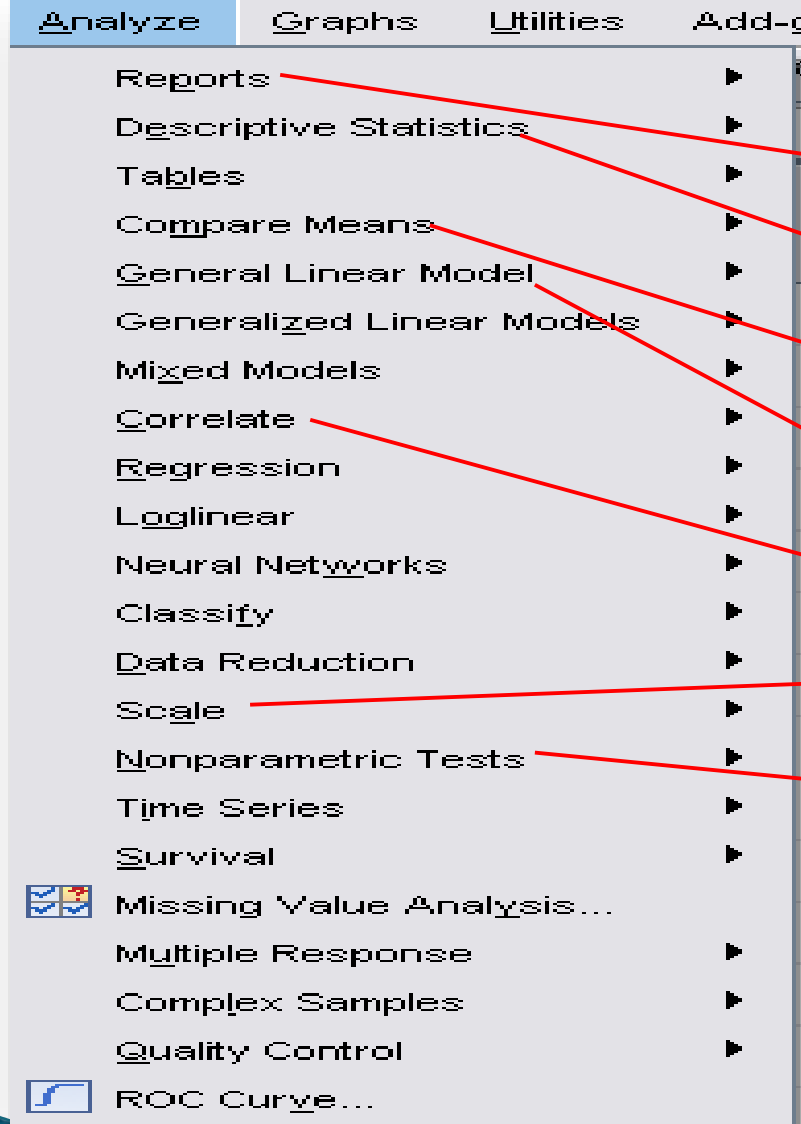 Analyze Graphs Utilities Add-
Reports
Descriptive Statistics
Tables
Compare Means
General Linear Model
Generalized Linear Models
Mixed Models
Correlate
Regression
Loglinear
Neural Networks
Classify
Data Reduction
Scale
Nonparametric Tests
Time Series
Survival
Missing Value Analysis...
Multiple Response
Complex Samples
Quality Control
ROC Curve...